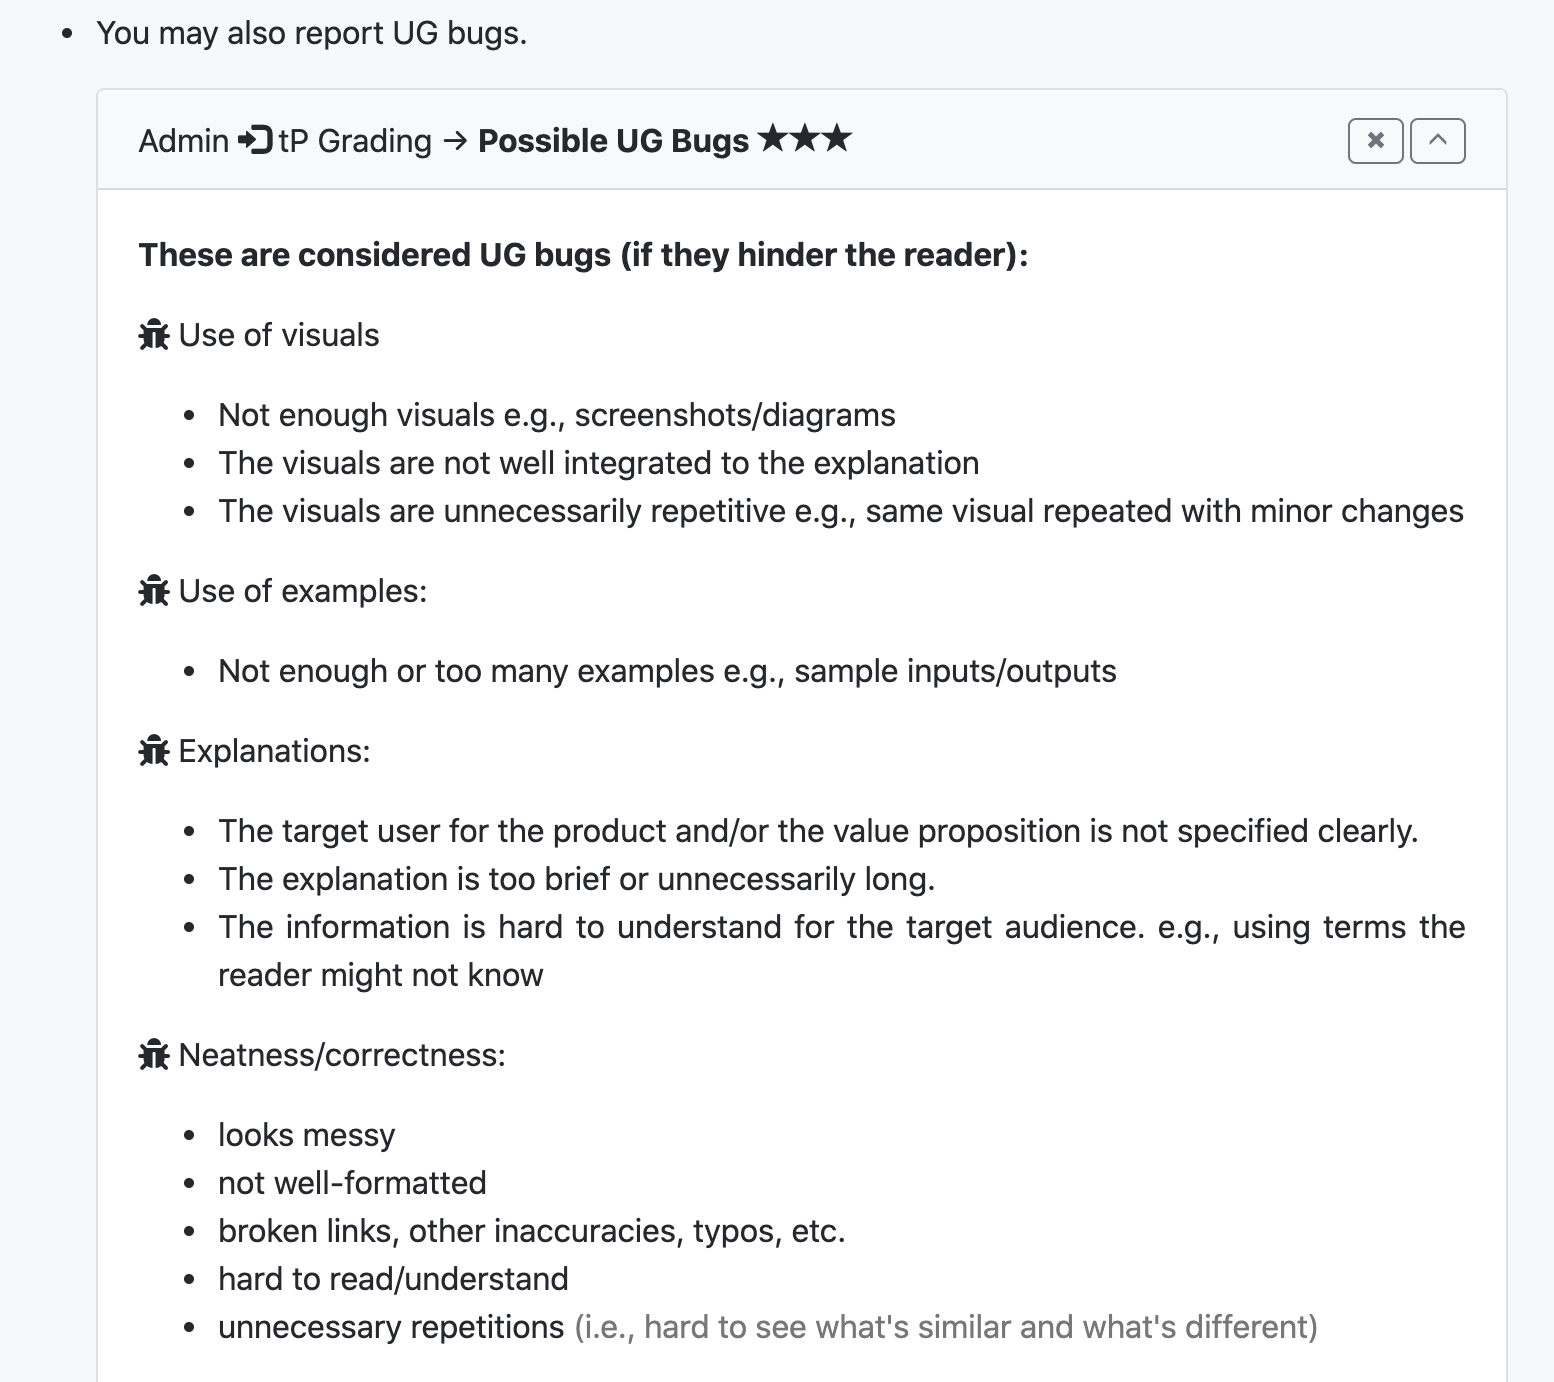 You may also report UG bugs.
Admin tP Grading → Possible UG Bugs ★★★
These are considered UG bugs (if they hinder the reader):
Use of visuals
Not enough visuals e.g., screenshots/diagrams
The visuals are not well integrated to the explanation
The visuals are unnecessarily repetitive e.g., same visual repeated with minor changes
Use of examples:
Not enough or too many examples e.g., sample inputs/outputs
Explanations:
The target user for the product and/or the value proposition is not specified clearly.
The explanation is too brief or unnecessarily long.
The information is hard to understand for the target audience. e.g., using terms the
reader might not know
Neatness/correctness:
looks messy
not well-formatted
broken links, other inaccuracies, typos, etc.
hard to read/understand
unnecessary repetitions (i.e., hard to see what's similar and what's different)